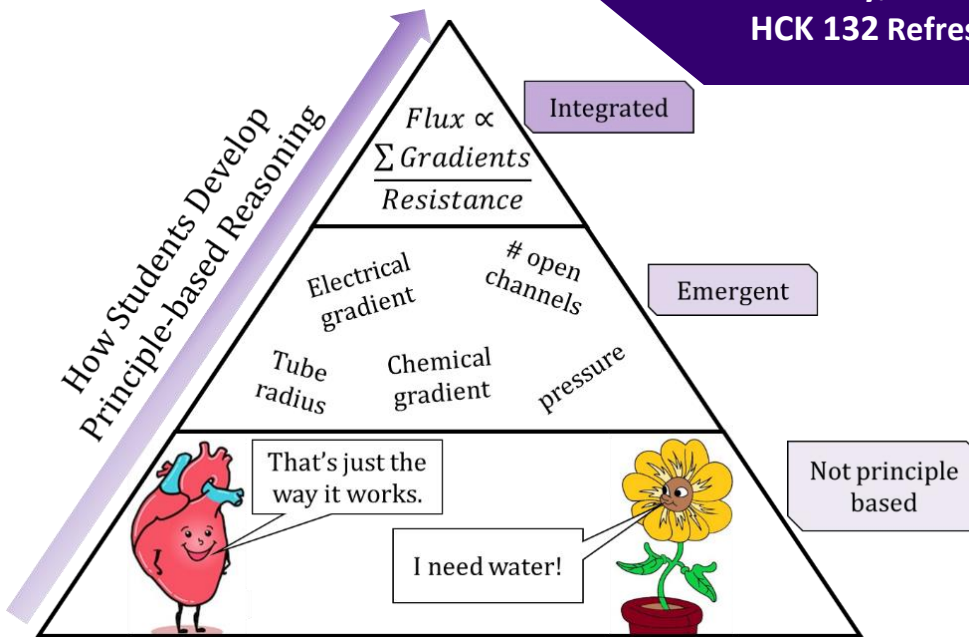 HCK 132 Refres
How Students Develop
Principle-based Reasoning
Flux ∝
∑ Gradients
Resistance
Integrated
Electrical
gradient
# open
channels
Emergent
Tube
radius
Chemical
gradient
pressure
That's just the
way it works.
Not principle
based
I need water!